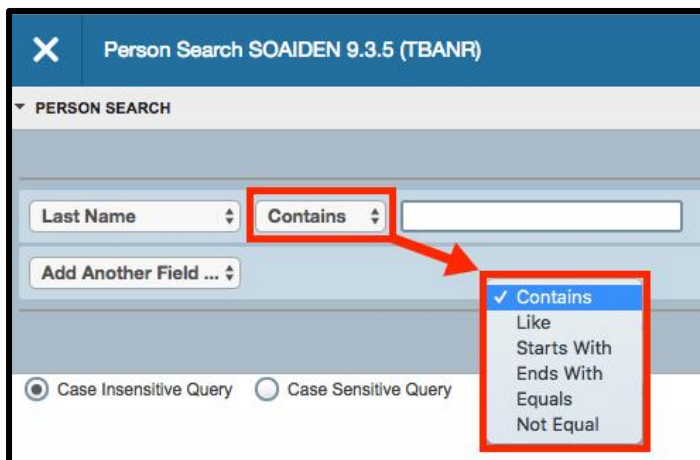 Person Search SOAIDEN 9.3.5 (TBANR)
PERSON SEARCH
Last Name Contains
Add Another Field ...
✓ Contains
Like
Starts With
Ends With
Equals
Not Equal
Case Insensitive Query Case Sensitive Query